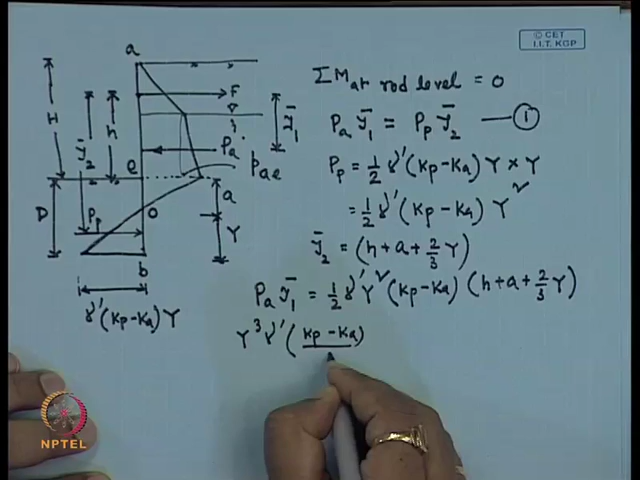 © CET
I.I.T. KGP
a
F
H
h
ȳ₂
ȳ₁
Pa
e
Pae
D
Pp
o
a
Y
b
γ'(Kp-Ka)Y
ΣM at rod level = 0
Pa ȳ₁ = Pp ȳ₂ — ①
Pp = 1/2 γ'(Kp-Ka) Y × Y
= 1/2 γ'(Kp-Ka) Y²
ȳ₂ = (h+a+2/3 Y)
Pa ȳ₁ = 1/2 γ' Y² (Kp-Ka) (h+a+2/3 Y)
Y³ γ' (Kp-Ka)
NPTEL